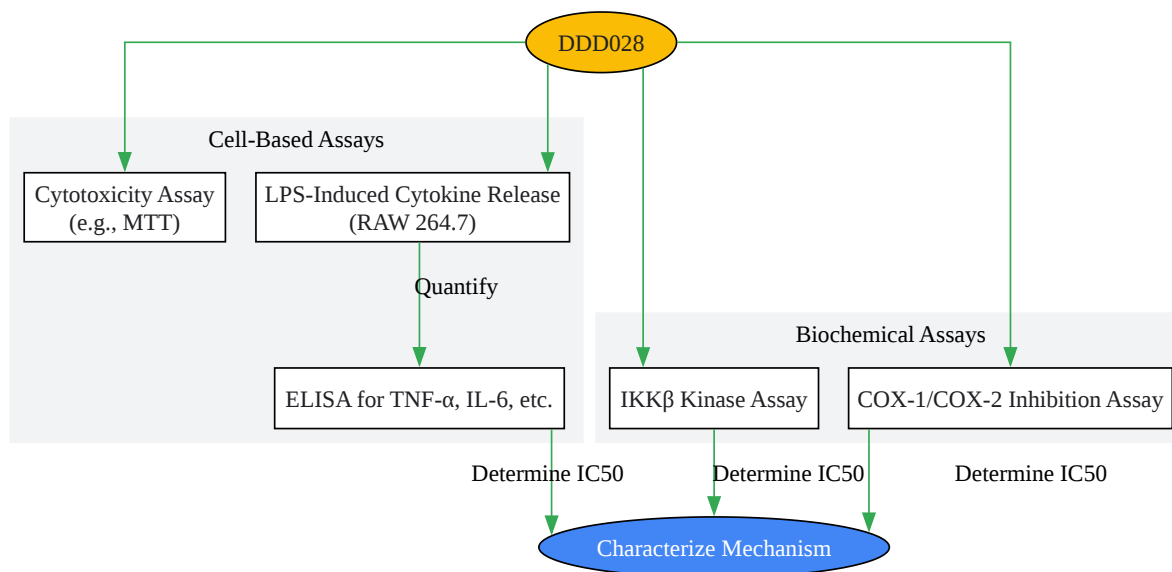 DDD028
Cell-Based Assays
Cytotoxicity Assay
(e.g., MTT)
LPS-Induced Cytokine Release
(RAW 264.7)
Quantify
Biochemical Assays
ELISA for TNF-α, IL-6, etc.
IKKβ Kinase Assay
COX-1/COX-2 Inhibition Assay
Determine IC50
Determine IC50
Determine IC50
Characterize Mechanism